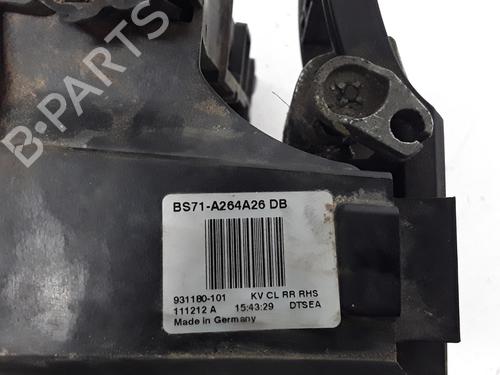 B-PARTS
BS71-A264A26 DB
931180-101 KV CL RR RHS
111212 A 15:43:29 DTSEA
Made in Germany